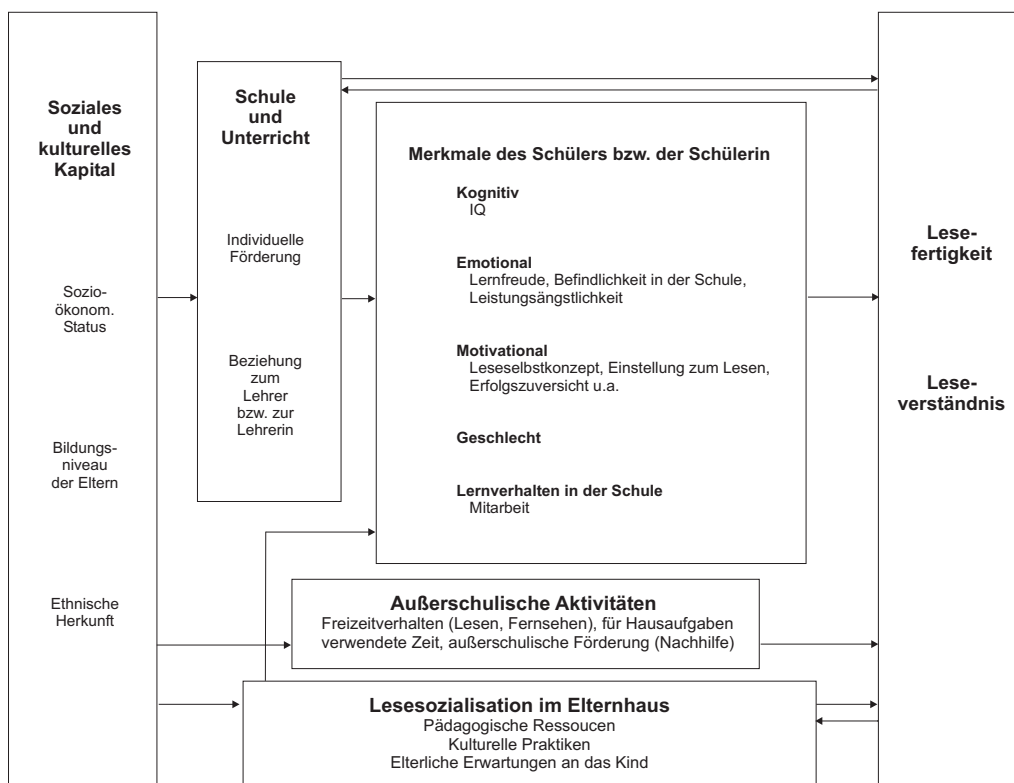 Soziales
und
kulturelles
Kapital
Sozio-
ökonom.
Status
Bildungs-
niveau
der Eltern
Ethnische
Herkunft
Schule
und
Unterricht
Individuelle
Förderung
Beziehung
zum
Lehrer
bzw. zur
Lehrerin
Merkmale des Schülers bzw. der Schülerin
Kognitiv
IQ
Emotional
Lernfreude, Befindlichkeit in der Schule,
Leistungsängstlichkeit
Motivational
Leseselbstkonzept, Einstellung zum Lesen,
Erfolgszuversicht u.a.
Geschlecht
Lernverhalten in der Schule
Mitarbeit
Außerschulische Aktivitäten
Freizeitverhalten (Lesen, Fernsehen), für Hausaufgaben
verwendete Zeit, außerschulische Förderung (Nachhilfe)
Lesesozialisation im Elternhaus
Pädagogische Ressoucen
Kulturelle Praktiken
Elterliche Erwartungen an das Kind
Lese-
fertigkeit
Lese-
verständnis